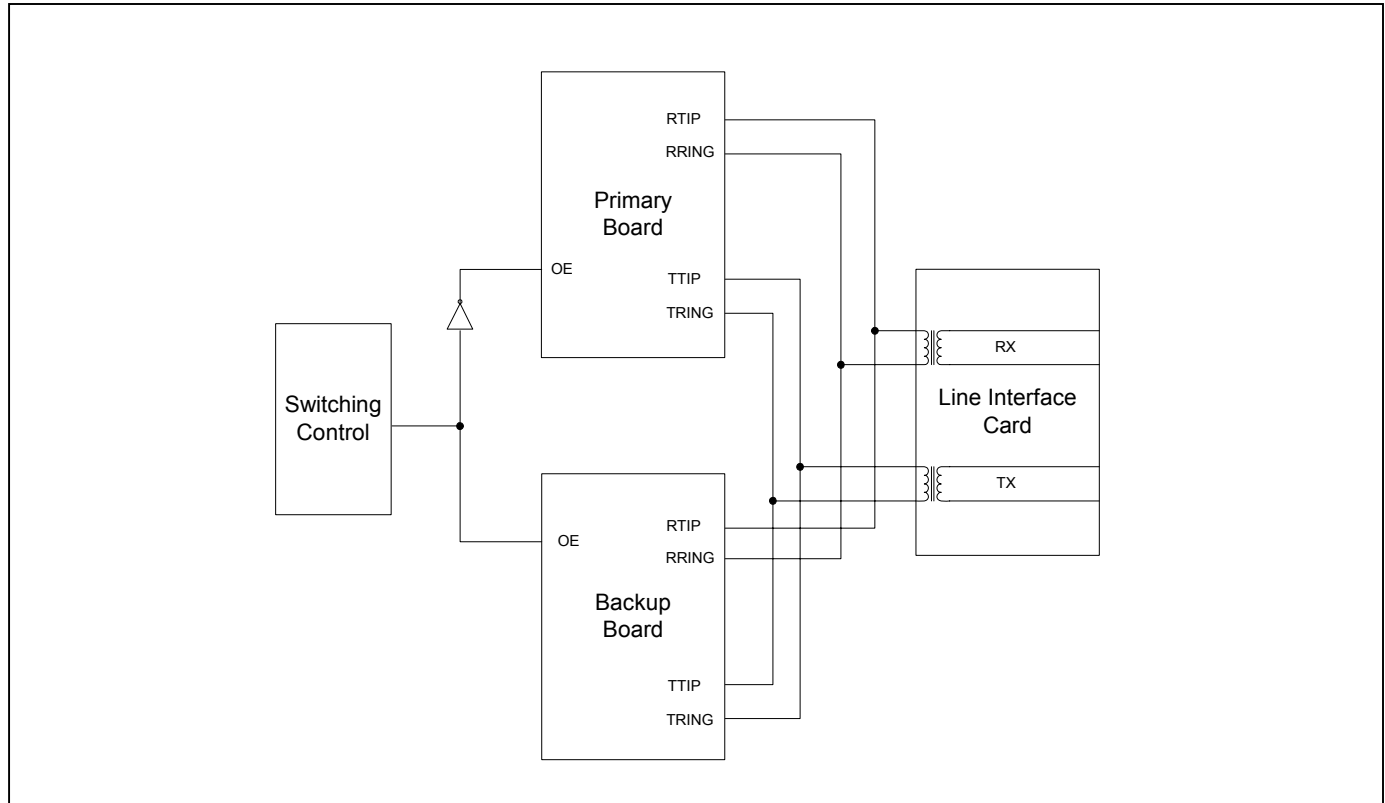 RTIP
RRING
Primary
Board
OE
TTIP
TRING
Switching
Control
RX
Line Interface
Card
TX
RTIP
OE
RRING
Backup
Board
TTIP
TRING